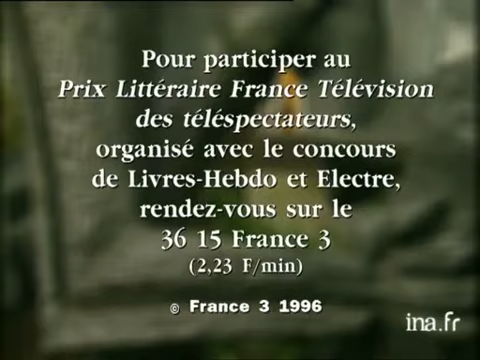 Pour participer au
Prix Littéraire France Télévision
des téléspectateurs,
organisé avec le concours
de Livres-Hebdo et Electre,
rendez-vous sur le
36 15 France 3
(2,23 F/min)
© France 3 1996
ina.fr